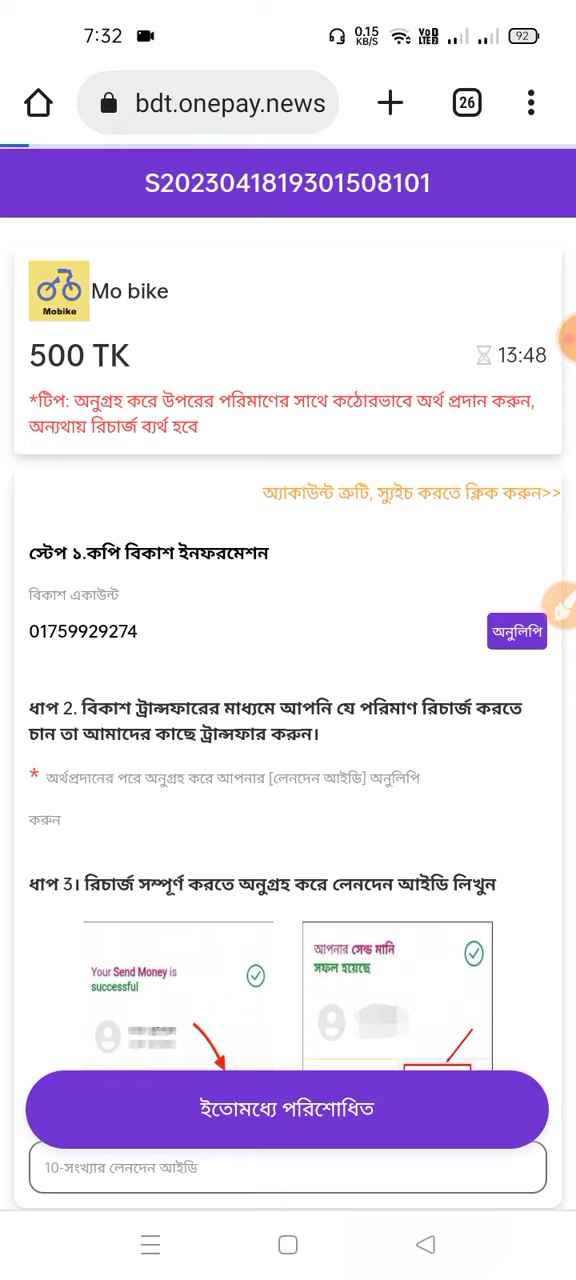 7:32
0.15
KB/S
VoD
LTE2
92
bdt.onepay.news
26
S2023041819301508101
Mobike
Mo bike
500 TK
13:48
*টিপ: অনুগ্রহ করে উপরের পরিমাণের সাথে কঠোরভাবে অর্থ প্রদান করুন,
অন্যথায় রিচার্জ ব্যর্থ হবে
অ্যাকাউন্ট ত্রুটি, স্যুইচ করতে ক্লিক করুন>>
স্টেপ ১.কপি বিকাশ ইনফরমেশন
বিকাশ একাউন্ট
01759929274
অনুলিপি
ধাপ 2. বিকাশ ট্রান্সফারের মাধ্যমে আপনি যে পরিমাণ রিচার্জ করতে
চান তা আমাদের কাছে ট্রান্সফার করুন।
* অর্থপ্রদানের পরে অনুগ্রহ করে আপনার [লেনদেন আইডি] অনুলিপি
করুন
ধাপ 3। রিচার্জ সম্পূর্ণ করতে অনুগ্রহ করে লেনদেন আইডি লিখুন
Your Send Money is
successful
আপনার সেন্ড মানি
সফল হয়েছে
ইতোমধ্যে পরিশোধিত
10-সংখ্যার লেনদেন আইডি